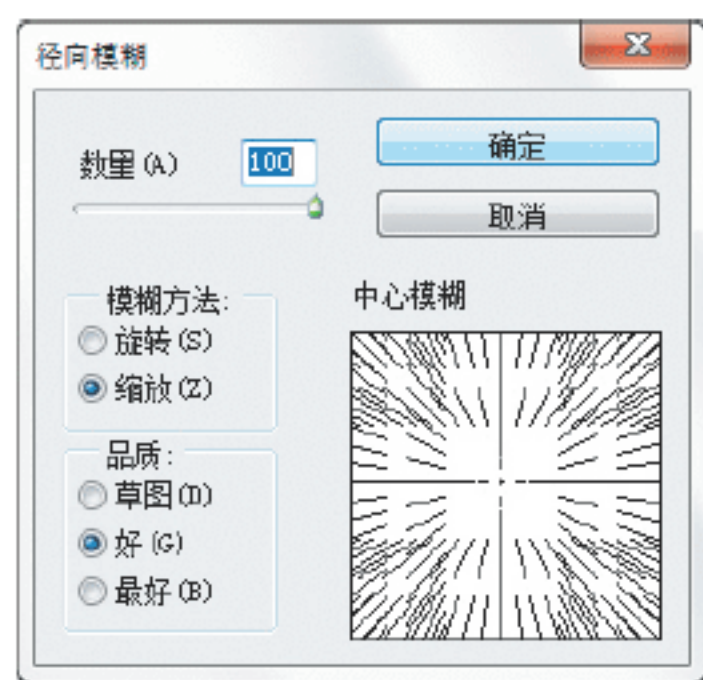 径向模糊
数量(A)
100
确定
取消
模糊方法:
旋转(S)
缩放(Z)
品质:
草图(D)
好(G)
最好(B)
中心模糊